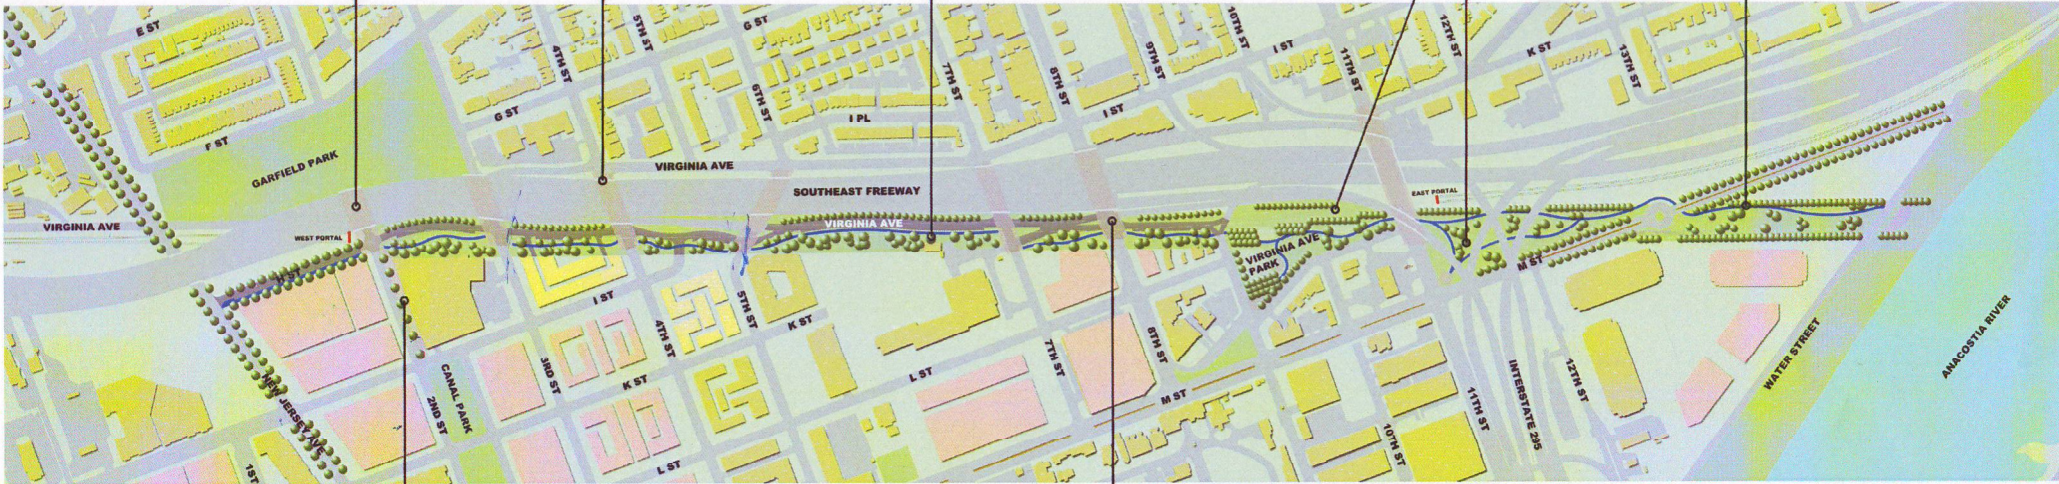 E ST
F ST
GARFIELD PARK
VIRGINIA AVE
WEST PORTAL
G ST
4TH ST
5TH ST
G ST
6TH ST
I PL
7TH ST
8TH ST
I ST
9TH ST
10TH ST
I ST
11TH ST
12TH ST
K ST
13TH ST
VIRGINIA AVE
SOUTHEAST FREEWAY
VIRGINIA AVE
EAST PORTAL
VIRGINIA AVE
PARK
M ST
NEW JERSEY AVE
1ST
2ND ST
CANAL PARK
3RD ST
I ST
4TH ST
K ST
L ST
5TH ST
K ST
L ST
7TH ST
8TH ST
M ST
10TH ST
11TH ST
INTERSTATE 295
12TH ST
WATER STREET
ANACOSTIA RIVER